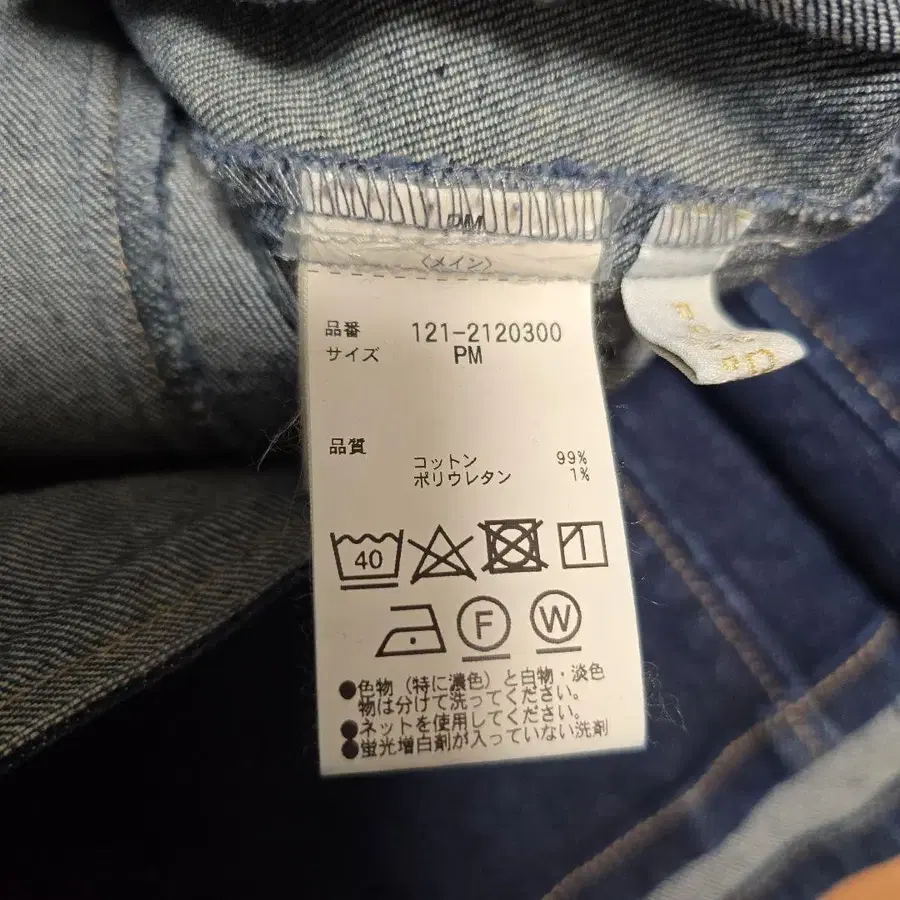 PM
〈メイン〉
品番 121-2120300
サイズ PM
品質
コットン 99%
ポリウレタン 1%
40
F
W
●色物（特に濃色）と白物・淡色
物は分けて洗ってください。
●ネットを使用してください。
●蛍光増白剤が入っていない洗剤